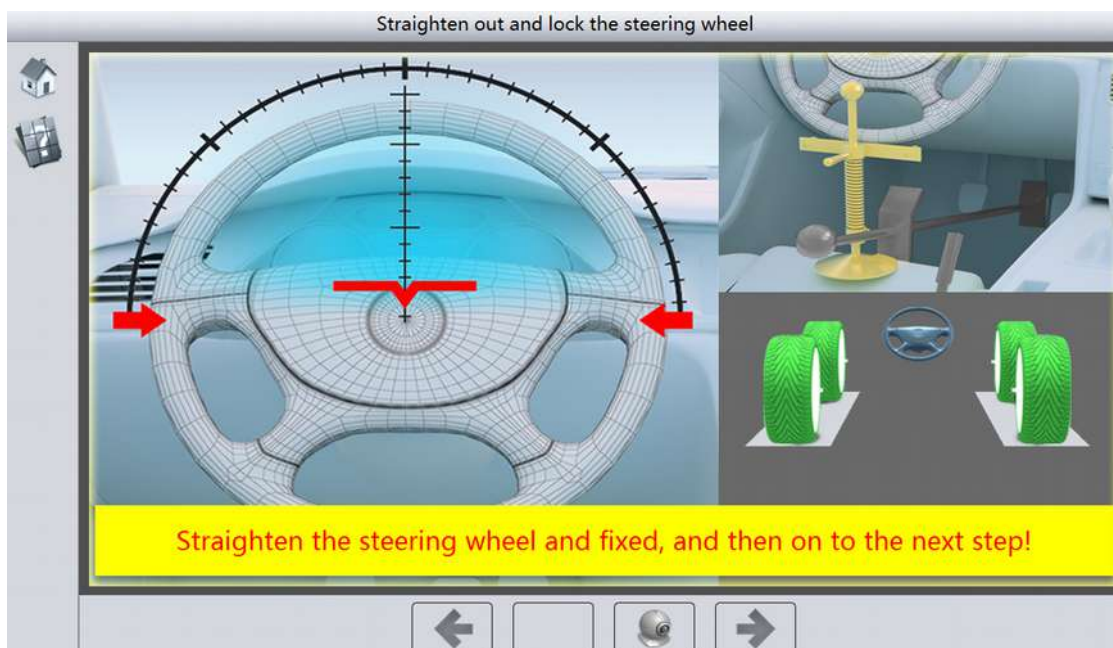 Straighten out and lock the steering wheel
Straighten the steering wheel and fixed, and then on to the next step!